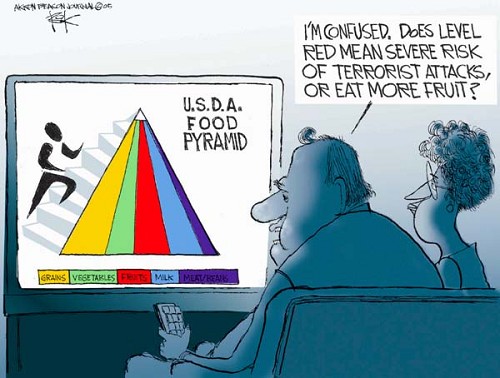 AKRON BEACON JOURNAL ©05
BOK
I'M CONFUSED. DOES LEVEL
RED MEAN SEVERE RISK
OF TERRORIST ATTACKS,
OR EAT MORE FRUIT?
U.S.D.A.
FOOD
PYRAMID
GRAINS VEGETABLES FRUITS MILK MEAT/BEANS